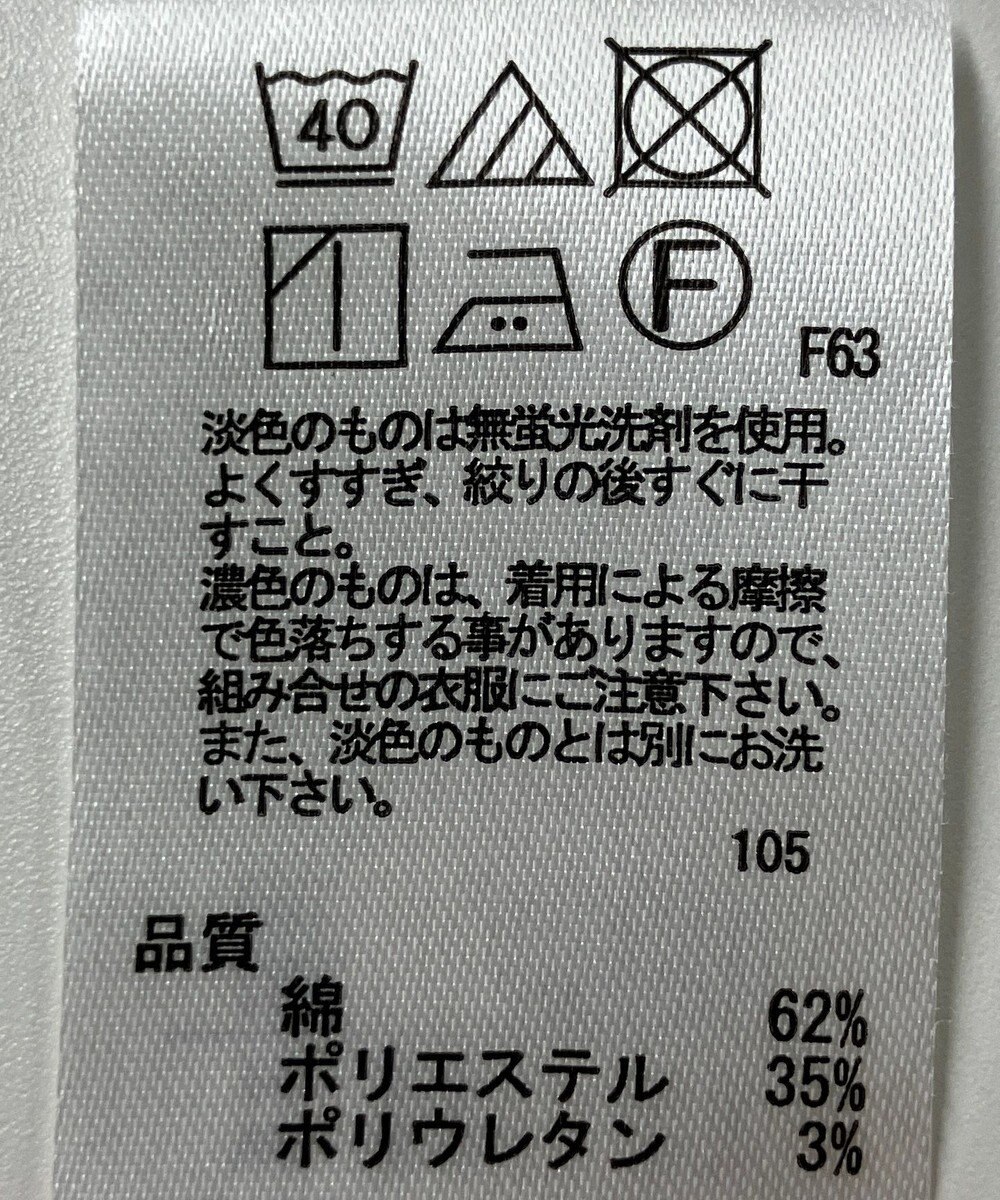 40
F
F63
淡色のものは無蛍光洗剤を使用。
よくすすぎ、絞りの後すぐに干
すこと。
濃色のものは、着用による摩擦
で色落ちする事がありますので、
組み合せの衣服にご注意下さい。
また、淡色のものとは別にお洗
い下さい。
105
品質
綿 62%
ポリエステル 35%
ポリウレタン 3%